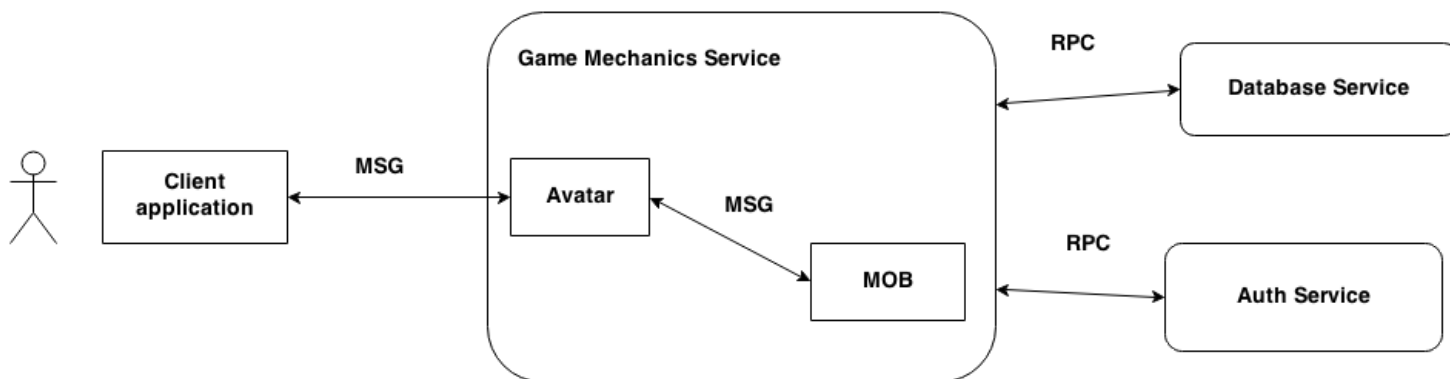 Game Mechanics Service
RPC
Database Service
Client
application
MSG
Avatar
MSG
MOB
RPC
Auth Service